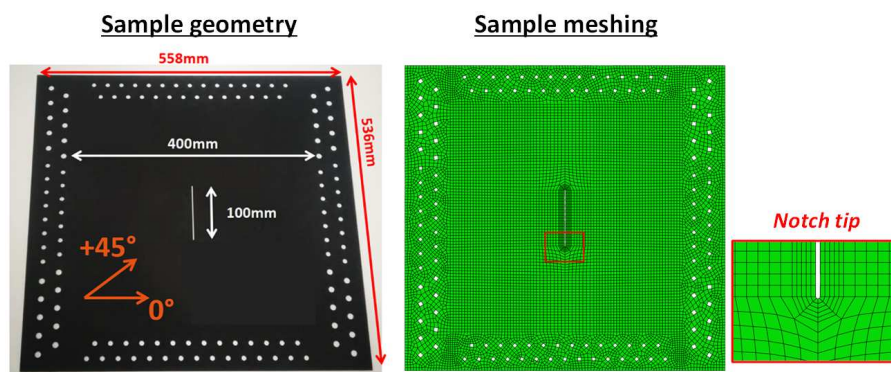 Sample geometry
Sample meshing
558mm
536mm
400mm
100mm
+45°
0°
Notch tip